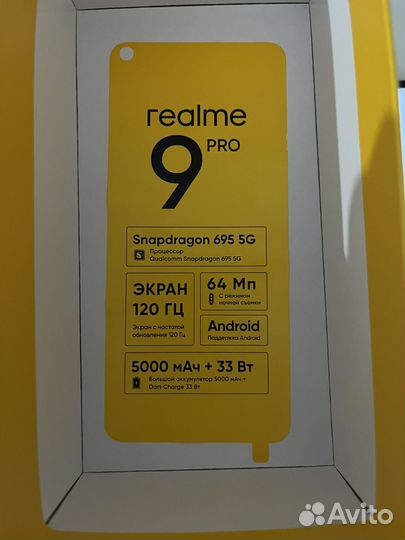 realme
9 PRO
Snapdragon 695 5G
Процессор
Qualcomm Snapdragon 695 5G
ЭКРАН
120 ГЦ
Экран с частотой
обновления 120 Гц
64 Мп
С режимом
ночной съемки
Android
Поддержка Android
5000 мАч + 33 Вт
Большой аккумулятор 5000 мАч +
Dart Charge 33 Вт
Avito